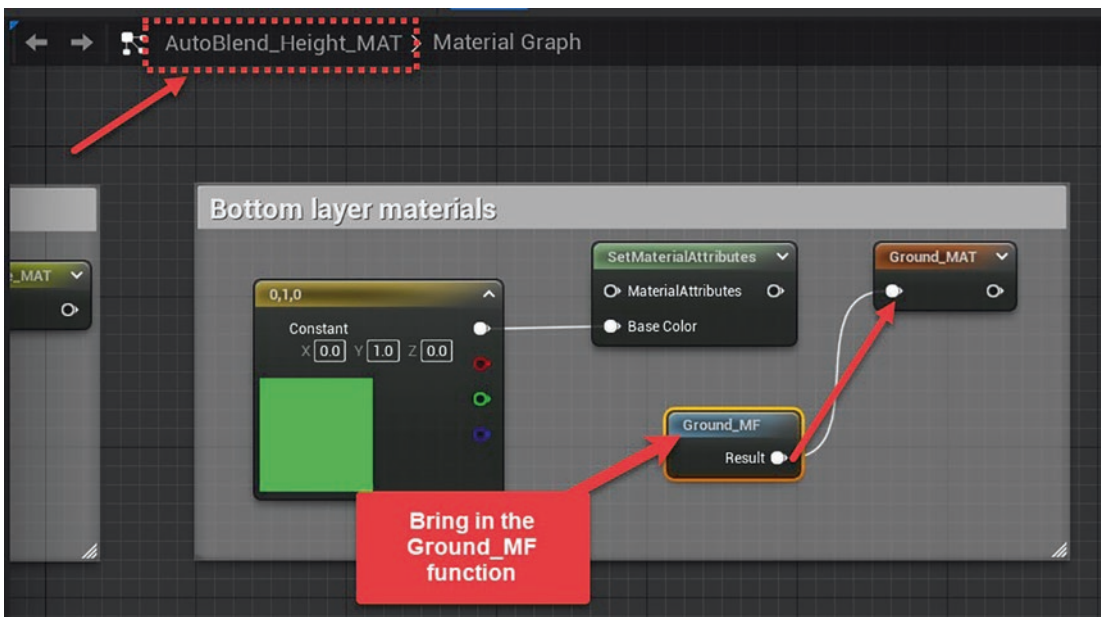 AutoBlend_Height_MAT > Material Graph
Bottom layer materials
_MAT
0,1,0
Constant
X 0.0 Y 1.0 Z 0.0
SetMaterialAttributes
MaterialAttributes
Base Color
Ground_MAT
Ground_MF
Result
Bring in the
Ground_MF
function